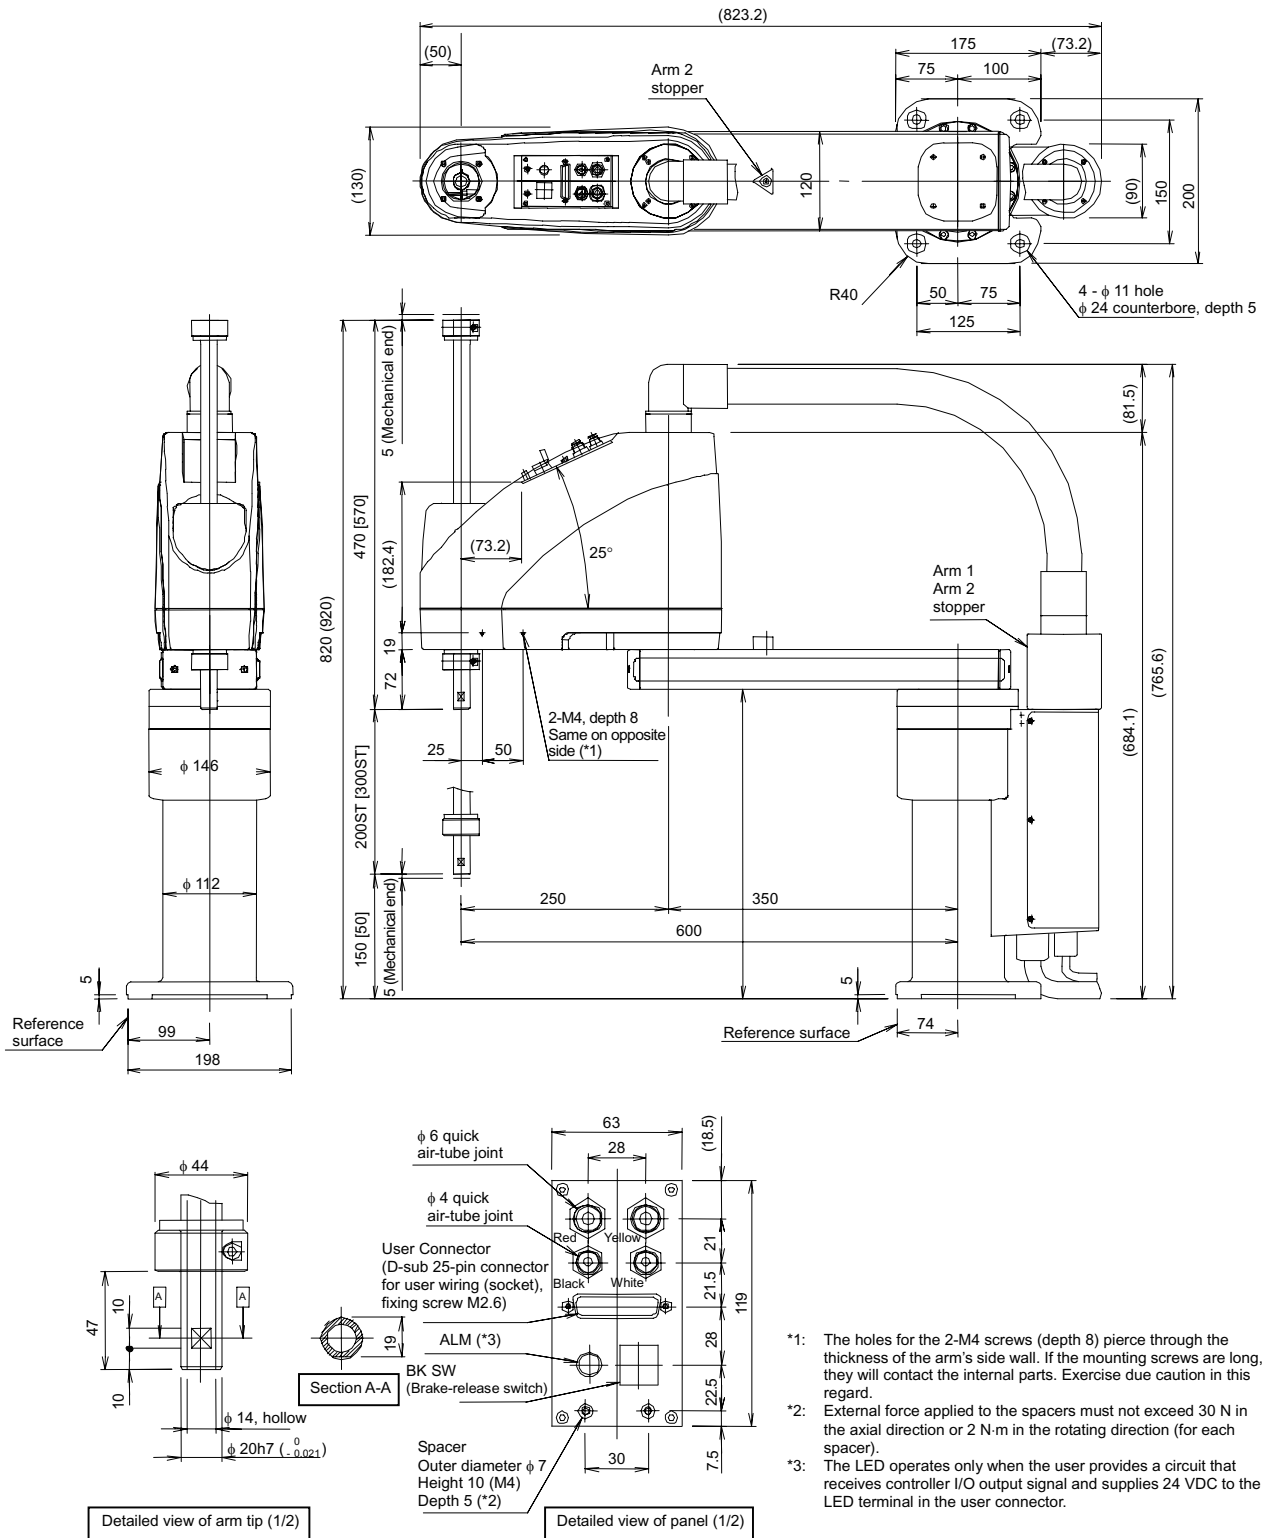 (823.2)
(50)
175
(73.2)
75
100
Arm 2
stopper
(130)
120
(90)
150
200
R40
50
75
125
4 - ϕ 11 hole
ϕ 24 counterbore, depth 5
5 (Mechanical end)
470 [570]
820 (920)
(182.4)
(73.2)
25°
19
72
(81.5)
Arm 1
Arm 2
stopper
(765.6)
(684.1)
2-M4, depth 8
Same on opposite
side (*1)
25
50
200ST [300ST]
ϕ 146
ϕ 112
250
350
600
150 [50]
5 (Mechanical end)
5
5
Reference
surface
99
198
Reference surface
74
ϕ 44
47
10
10
A
A
19
Section A-A
ϕ 14, hollow
ϕ 20h7 ( 0 - 0.021 )
Detailed view of arm tip (1/2)
ϕ 6 quick
air-tube joint
ϕ 4 quick
air-tube joint
User Connector
(D-sub 25-pin connector
for user wiring (socket),
fixing screw M2.6)
ALM (*3)
BK SW
(Brake-release switch)
Spacer
Outer diameter ϕ 7
Height 10 (M4)
Depth 5 (*2)
63
28
(18.5)
Red
Yellow
Black
White
21
21.5
28
22.5
7.5
119
30
Detailed view of panel (1/2)
*1: The holes for the 2-M4 screws (depth 8) pierce through the
thickness of the arm's side wall. If the mounting screws are long,
they will contact the internal parts. Exercise due caution in this
regard.
*2: External force applied to the spacers must not exceed 30 N in
the axial direction or 2 N·m in the rotating direction (for each
spacer).
*3: The LED operates only when the user provides a circuit that
receives controller I/O output signal and supplies 24 VDC to the
LED terminal in the user connector.